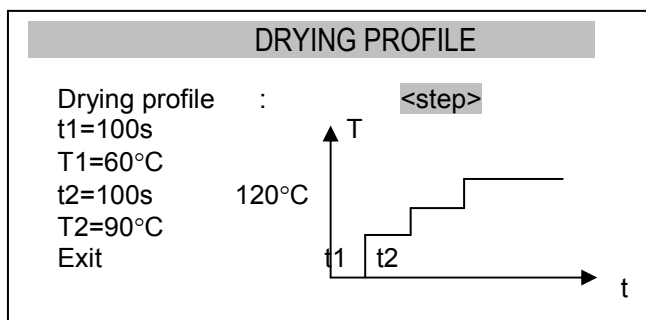 DRYING PROFILE
Drying profile : <step>
t1=100s
T
T1=60°C
t2=100s 120°C
T2=90°C
Exit t1 t2
t